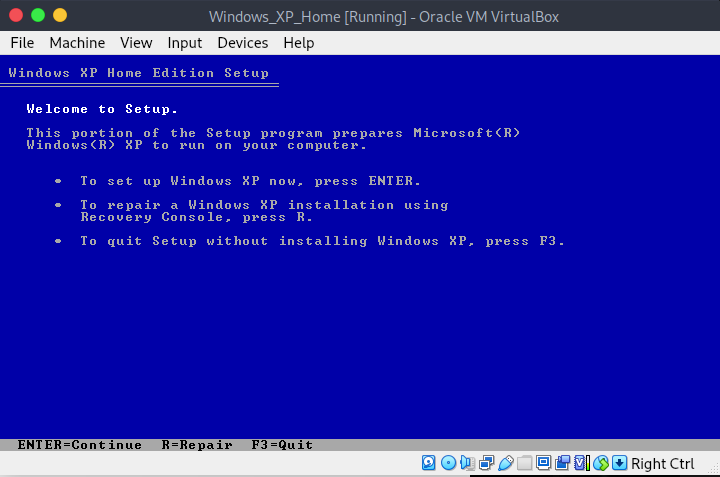 Windows_XP_Home [Running] - Oracle VM VirtualBox
File Machine View Input Devices Help
Windows XP Home Edition Setup
Welcome to Setup.
This portion of the Setup program prepares Microsoft(R)
Windows(R) XP to run on your computer.
• To set up Windows XP now, press ENTER.
• To repair a Windows XP installation using
Recovery Console, press R.
• To quit Setup without installing Windows XP, press F3.
ENTER=Continue R=Repair F3=Quit
Right Ctrl